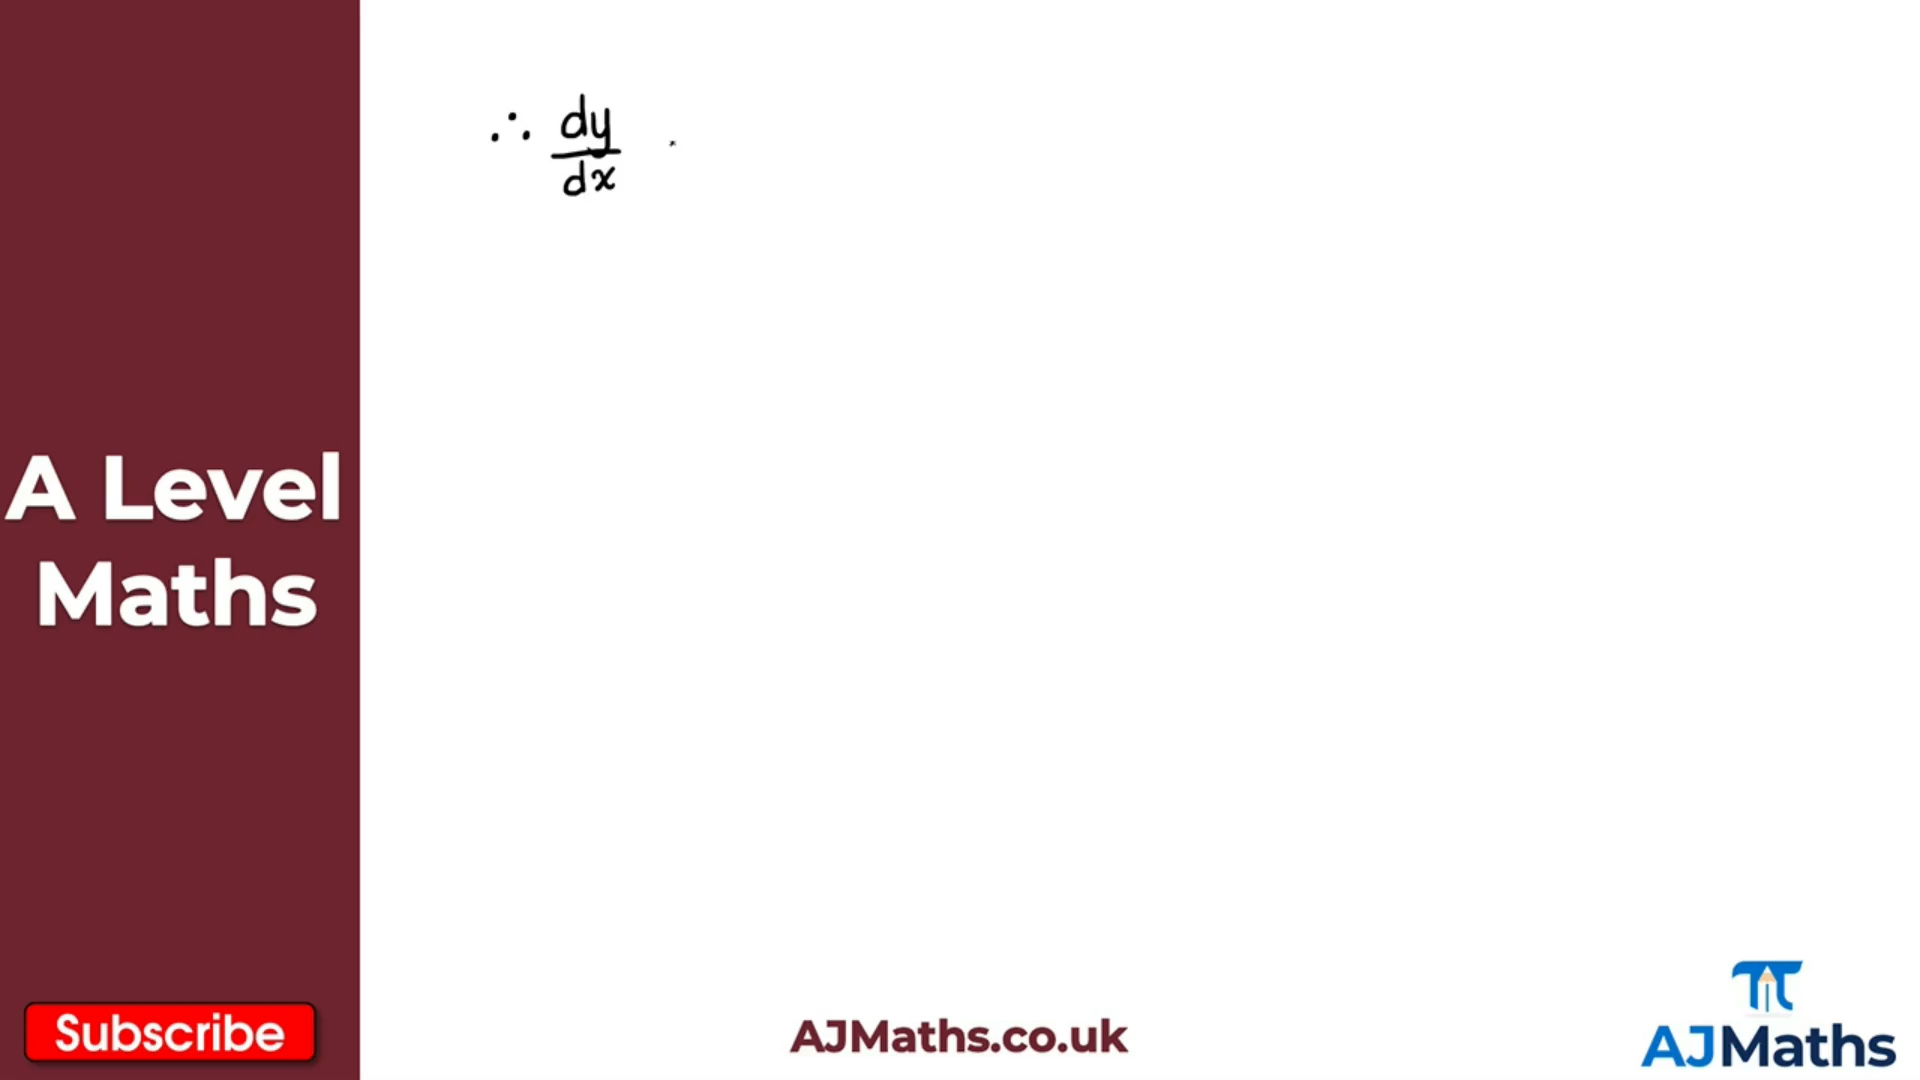 ∴ dy
dx
A Level
Maths
Subscribe
AJMaths.co.uk
AJMaths